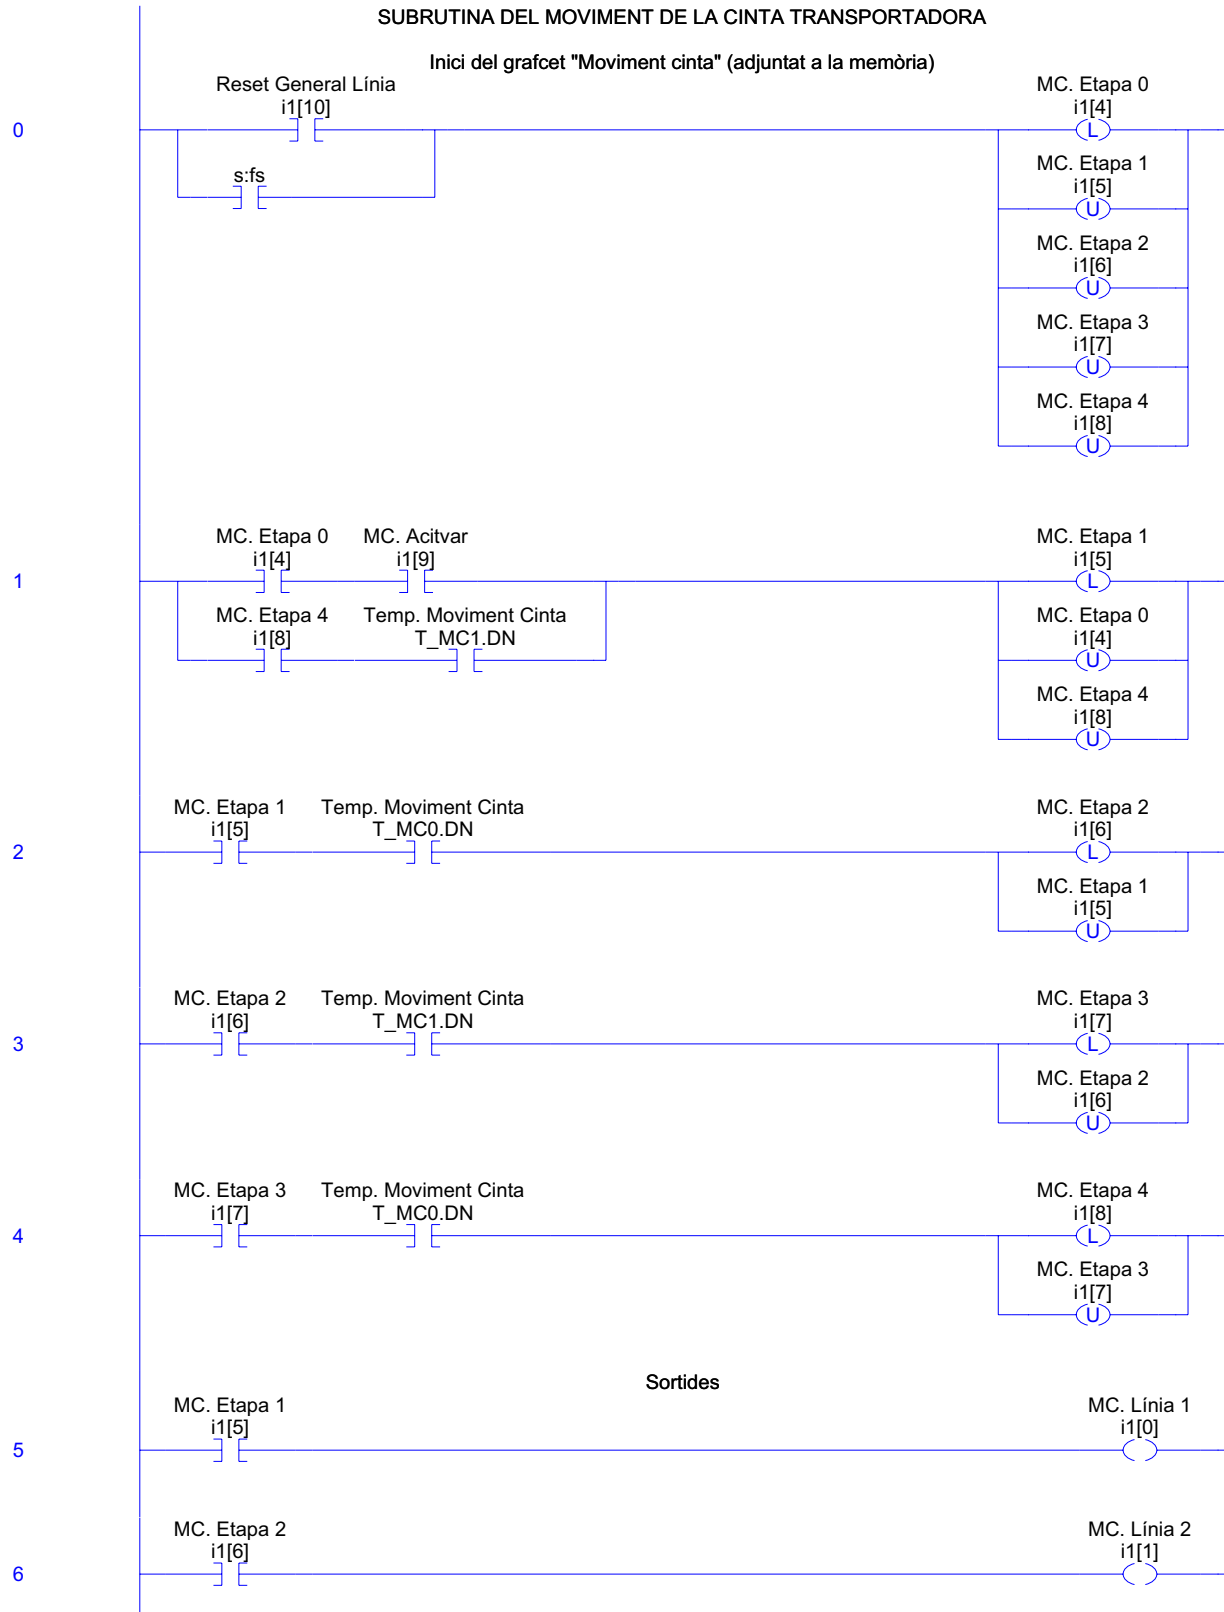 SUBRUTINA DEL MOVIMENT DE LA CINTA TRANSPORTADORA
Inici del grafcet "Moviment cinta" (adjuntat a la memòria)
0
Reset General Línia
i1[10]
s:fs
MC. Etapa 0
i1[4]
L
MC. Etapa 1
i1[5]
U
MC. Etapa 2
i1[6]
U
MC. Etapa 3
i1[7]
U
MC. Etapa 4
i1[8]
U
1
MC. Etapa 0
i1[4]
MC. Acitvar
i1[9]
MC. Etapa 4
i1[8]
Temp. Moviment Cinta
T_MC1.DN
MC. Etapa 1
i1[5]
L
MC. Etapa 0
i1[4]
U
MC. Etapa 4
i1[8]
U
2
MC. Etapa 1
i1[5]
Temp. Moviment Cinta
T_MC0.DN
MC. Etapa 2
i1[6]
L
MC. Etapa 1
i1[5]
U
3
MC. Etapa 2
i1[6]
Temp. Moviment Cinta
T_MC1.DN
MC. Etapa 3
i1[7]
L
MC. Etapa 2
i1[6]
U
4
MC. Etapa 3
i1[7]
Temp. Moviment Cinta
T_MC0.DN
MC. Etapa 4
i1[8]
L
MC. Etapa 3
i1[7]
U
Sortides
5
MC. Etapa 1
i1[5]
MC. Línia 1
i1[0]
6
MC. Etapa 2
i1[6]
MC. Línia 2
i1[1]